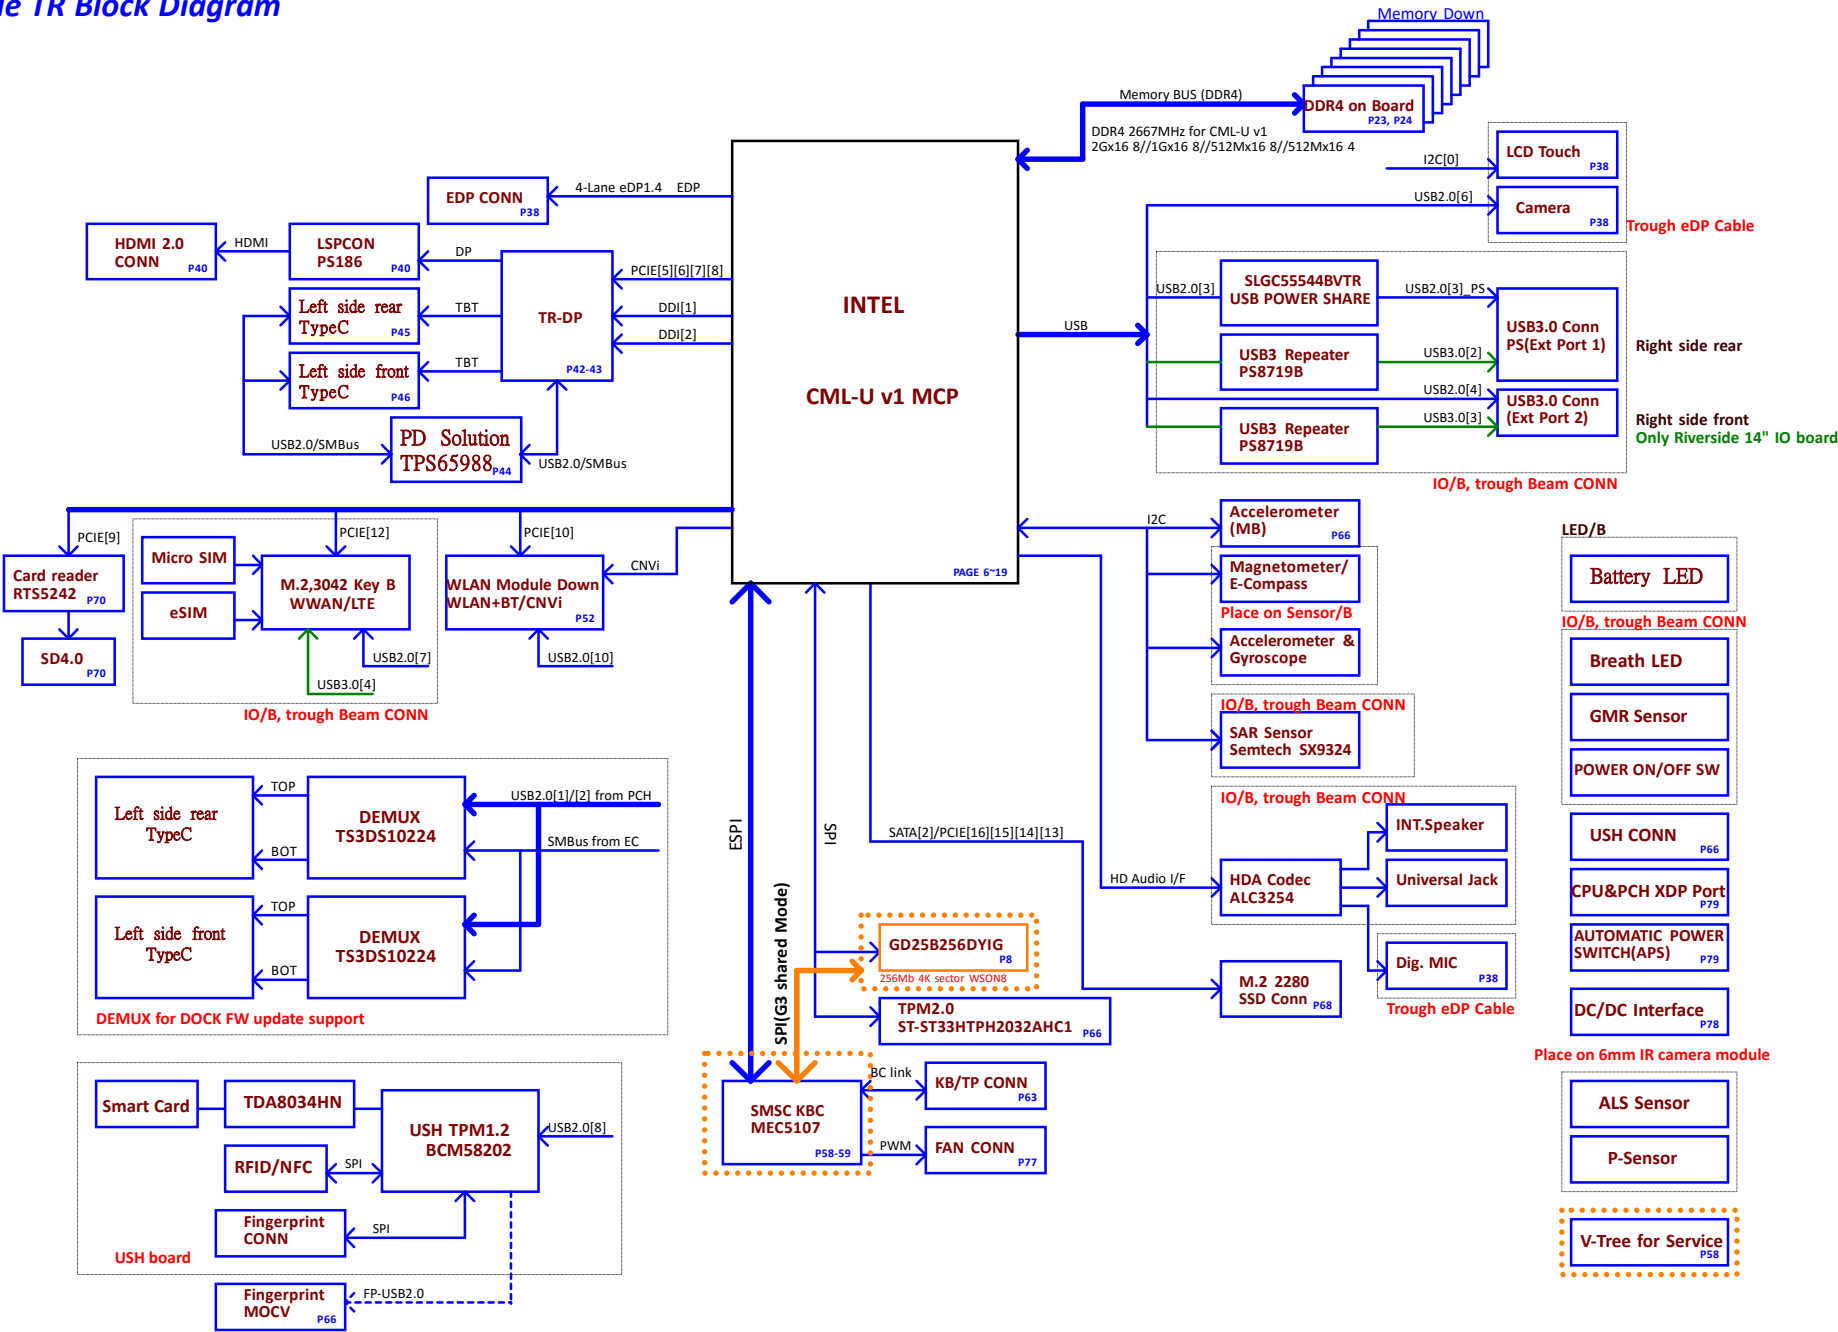 le TR Block Diagram
Memory Down
Memory BUS (DDR4)
DDR4 on Board
P23, P24
DDR4 2667MHz for CML-U v1
2Gx16 8//1Gx16 8//512Mx16 8//512Mx16 4
I2C[0]
LCD Touch
P38
USB2.0[6]
Camera
P38
Trough eDP Cable
4-Lane eDP1.4 EDP
EDP CONN
P38
HDMI 2.0
CONN
P40
HDMI
LSPCON
PS186
P40
DP
TR-DP
P42-43
PCIE[5][6][7][8]
DDI[1]
DDI[2]
Left side rear
TypeC
P45
TBT
Left side front
TypeC
P46
TBT
USB2.0/SMBus
PD Solution
TPS65988
P44
USB2.0/SMBus
INTEL
CML-U v1 MCP
PAGE 6~19
USB
USB2.0[3]
SLGC55544BVTR
USB POWER SHARE
USB2.0[3]_PS
USB3 Repeater
PS8719B
USB3.0[2]
USB3.0 Conn
PS(Ext Port 1)
Right side rear
USB2.0[4]
USB3.0 Conn
(Ext Port 2)
USB3 Repeater
PS8719B
USB3.0[3]
Right side front
Only Riverside 14" IO board
IO/B, trough Beam CONN
PCIE[9]
Card reader
RTS5242
P70
SD4.0
P70
PCIE[12]
Micro SIM
eSIM
M.2,3042 Key B
WWAN/LTE
USB2.0[7]
USB3.0[4]
IO/B, trough Beam CONN
PCIE[10]
WLAN Module Down
WLAN+BT/CNVi
P52
CNVi
USB2.0[10]
I2C
Accelerometer
(MB)
P66
Magnetometer/
E-Compass
Place on Sensor/B
Accelerometer &
Gyroscope
IO/B, trough Beam CONN
SAR Sensor
Semtech SX9324
IO/B, trough Beam CONN
INT.Speaker
HD Audio I/F
HDA Codec
ALC3254
Universal Jack
Dig. MIC
P38
Trough eDP Cable
LED/B
Battery LED
IO/B, trough Beam CONN
Breath LED
GMR Sensor
POWER ON/OFF SW
USH CONN
P66
CPU&PCH XDP Port
P79
AUTOMATIC POWER
SWITCH(APS)
P79
DC/DC Interface
P78
Place on 6mm IR camera module
ALS Sensor
P-Sensor
V-Tree for Service
P58
Left side rear
TypeC
TOP
BOT
DEMUX
TS3DS10224
USB2.0[1]/[2] from PCH
SMBus from EC
Left side front
TypeC
TOP
BOT
DEMUX
TS3DS10224
DEMUX for DOCK FW update support
ESPI
SPI
SPI(G3 shared Mode)
SATA[2]/PCIE[16][15][14][13]
GD25B256DYIG
P8
256Mb 4K sector WSON8
TPM2.0
ST-ST33HTPH2032AHC1
P66
M.2 2280
SSD Conn
P68
SMSC KBC
MEC5107
P58-59
BC link
KB/TP CONN
P63
PWM
FAN CONN
P77
Smart Card
TDA8034HN
USH TPM1.2
BCM58202
USB2.0[8]
RFID/NFC
SPI
Fingerprint
CONN
SPI
USH board
Fingerprint
MOCV
P66
FP-USB2.0